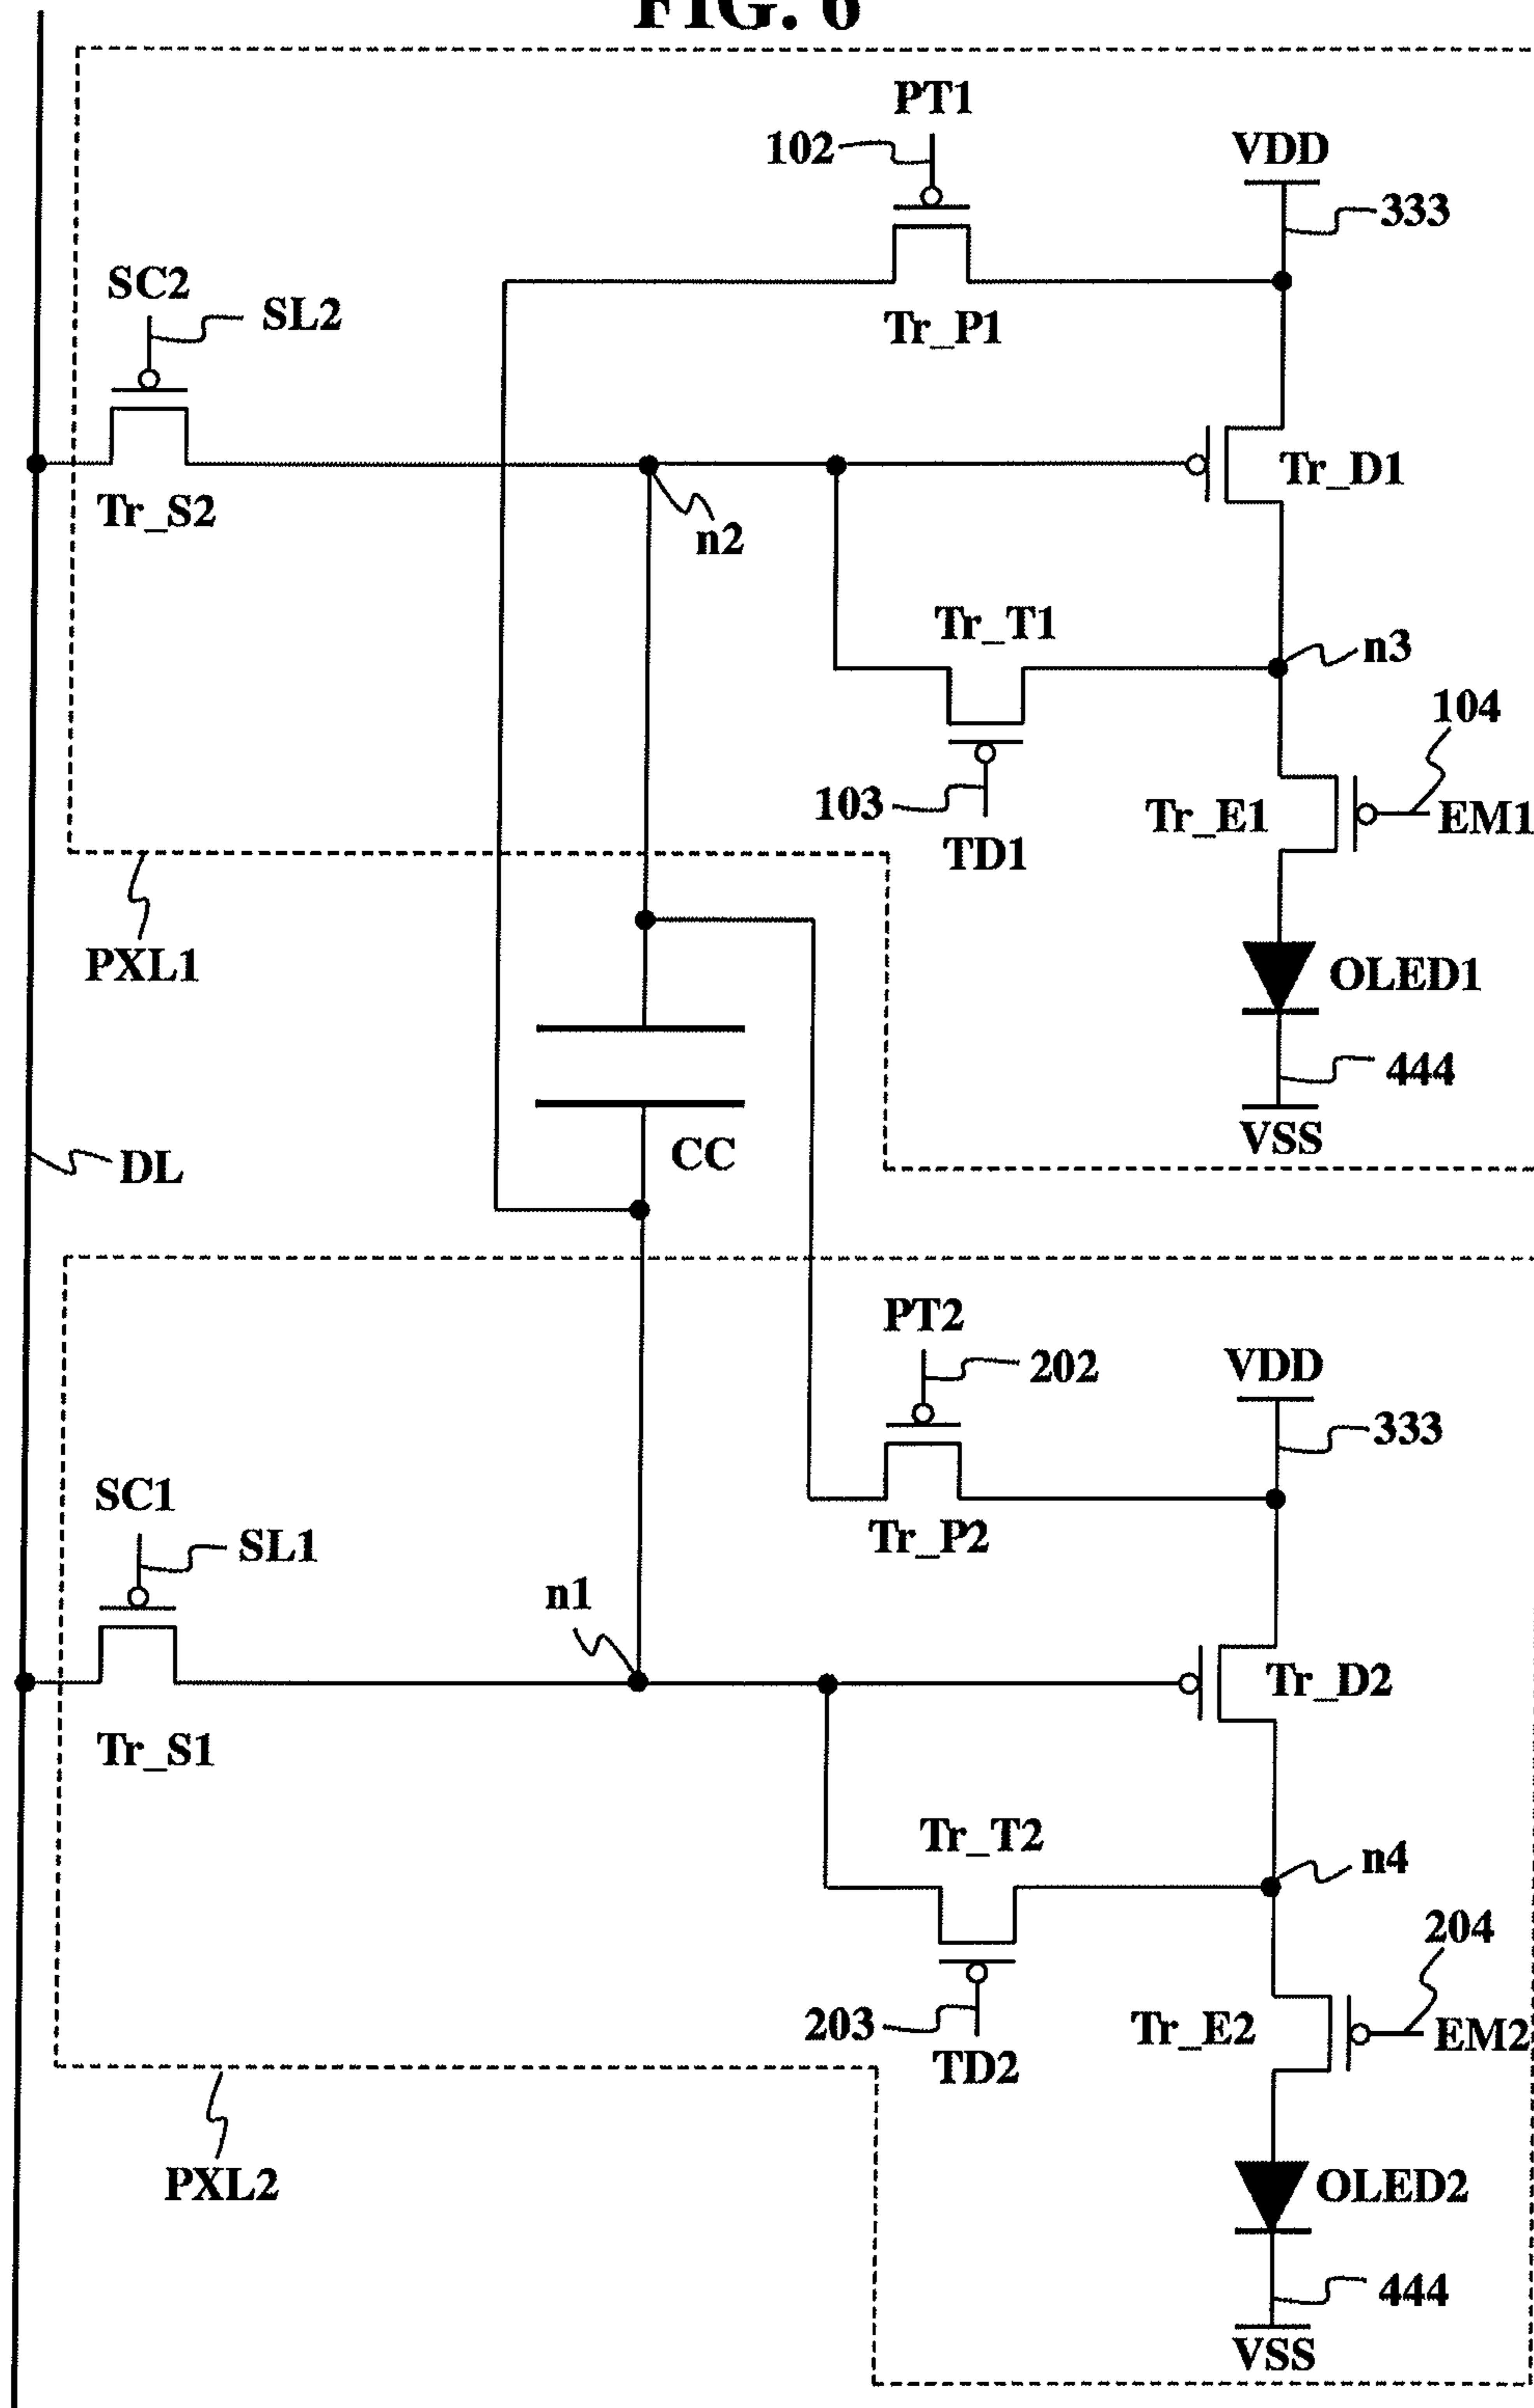 FIG. 6
PT1
102
VDD
333
SC2
SL2
Tr_P1
Tr_D1
Tr_S2
n2
Tr_T1
n3
104
103
Tr_E1
EM1
TD1
PXL1
OLED1
444
CC
VSS
DL
PT2
202
VDD
333
SC1
SL1
Tr_P2
n1
Tr_D2
Tr_S1
Tr_T2
n4
204
203
Tr_E2
EM2
TD2
PXL2
OLED2
444
VSS